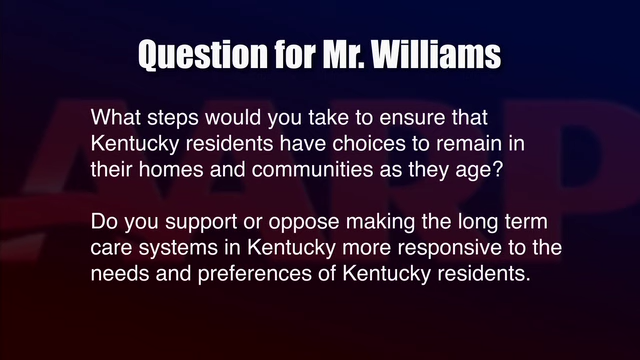 Question for Mr. Williams
What steps would you take to ensure that
Kentucky residents have choices to remain in
their homes and communities as they age?
Do you support or oppose making the long term
care systems in Kentucky more responsive to the
needs and preferences of Kentucky residents.
AARP